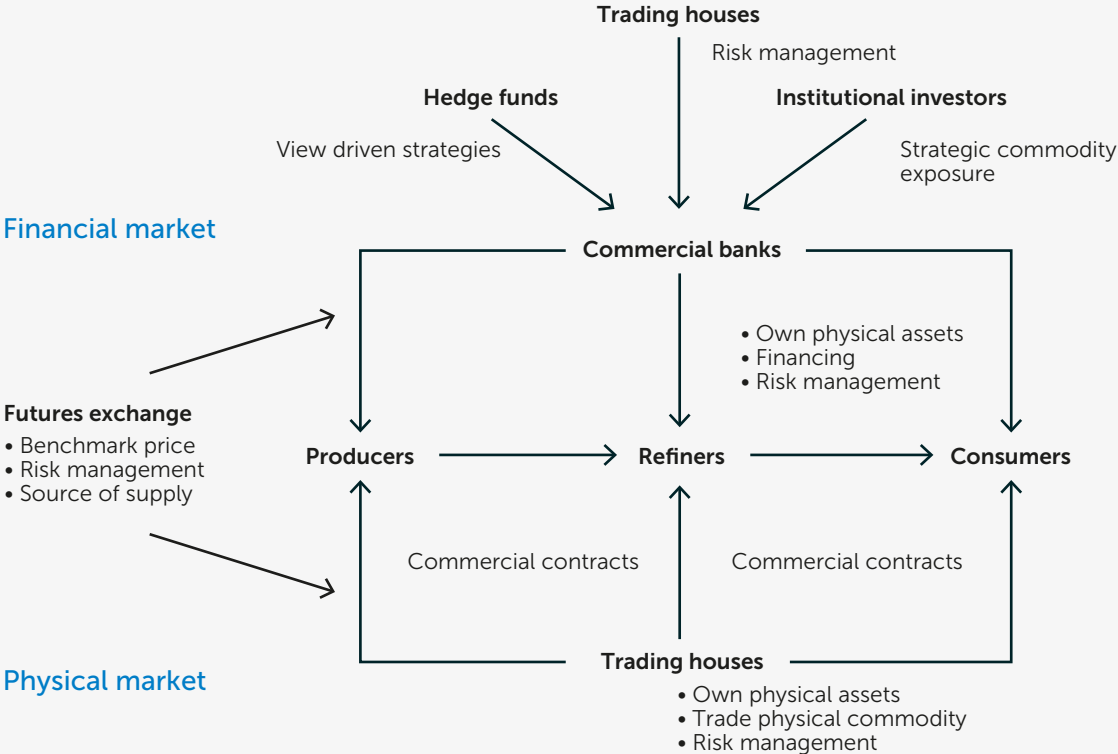 Trading houses
Risk management
Hedge funds
Institutional investors
View driven strategies
Strategic commodity
exposure
Financial market
Commercial banks
• Own physical assets
• Financing
• Risk management
Futures exchange
• Benchmark price
• Risk management
• Source of supply
Producers
Refiners
Consumers
Commercial contracts
Commercial contracts
Physical market
Trading houses
• Own physical assets
• Trade physical commodity
• Risk management